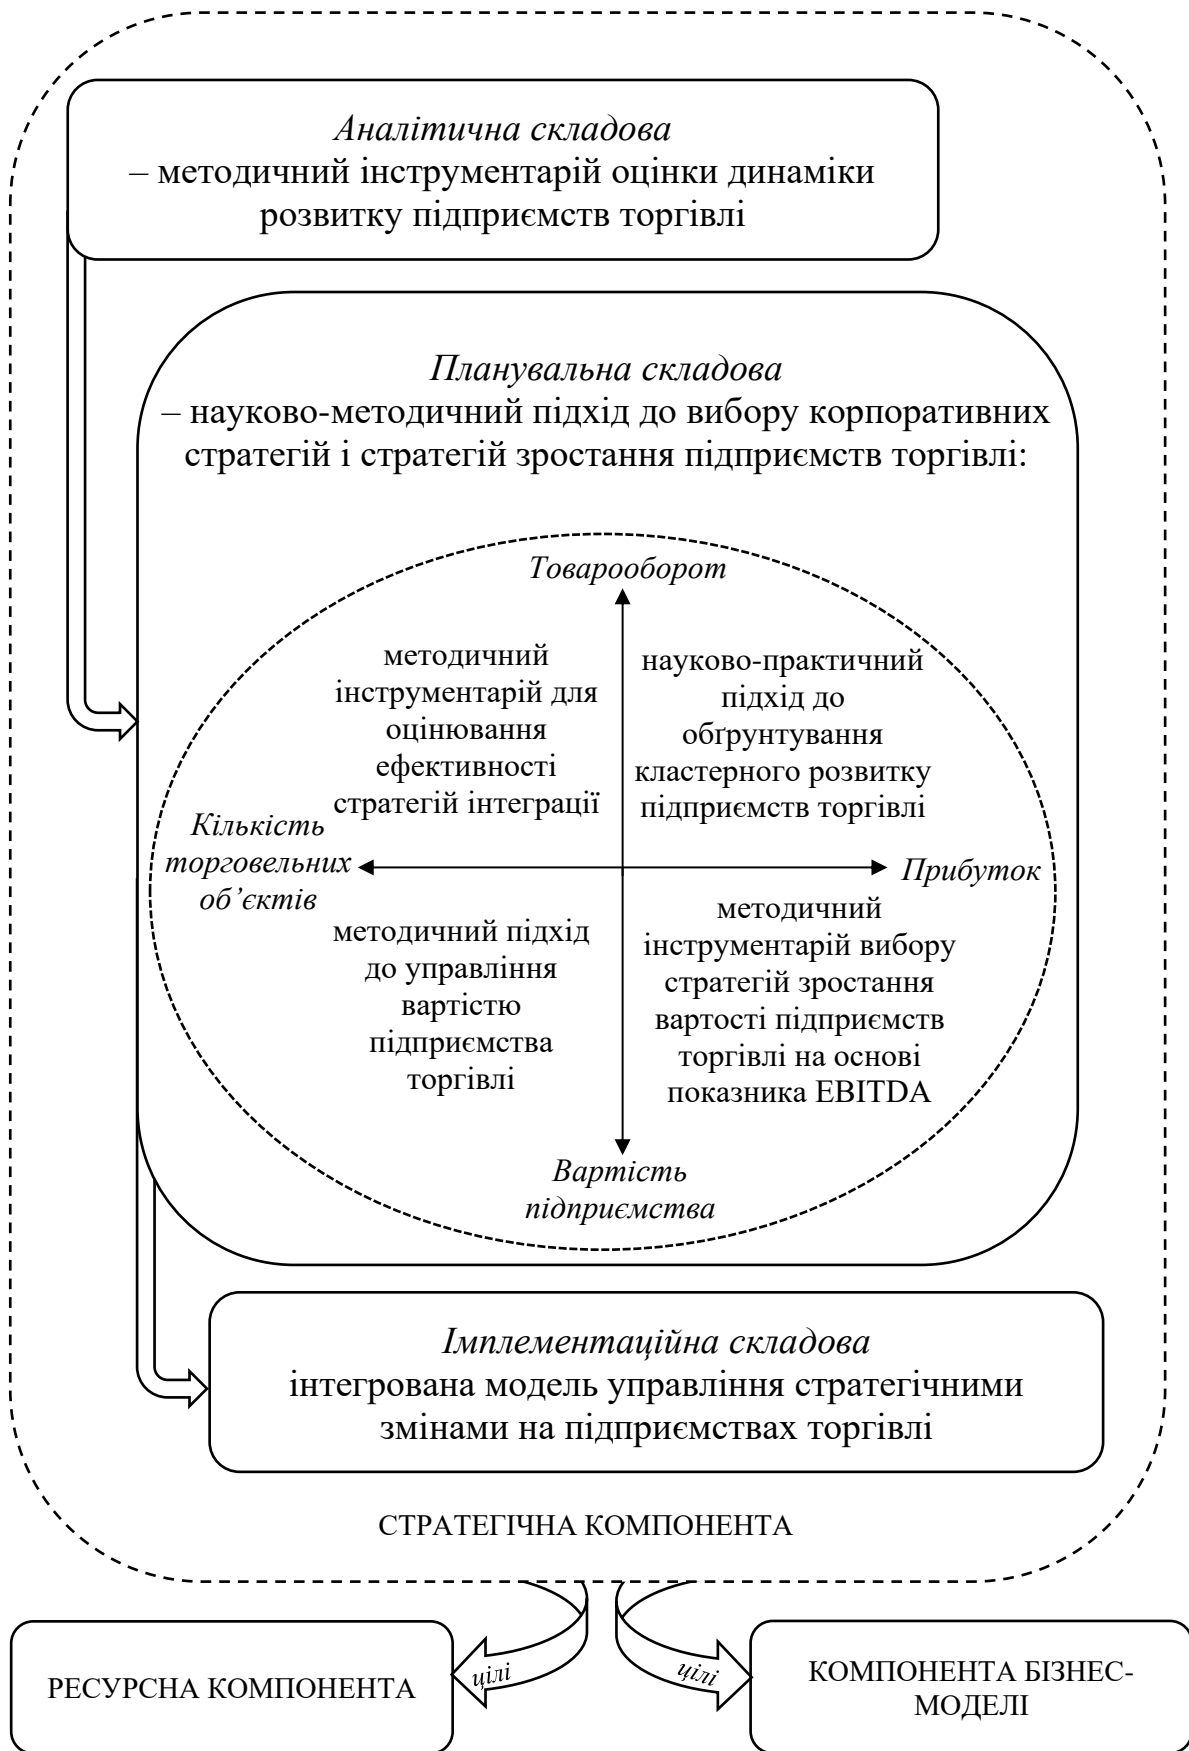 Аналітична складова
– методичний інструментарій оцінки динаміки
розвитку підприємств торгівлі
Планувальна складова
– науково-методичний підхід до вибору корпоративних
стратегій і стратегій зростання підприємств торгівлі:
Товарооборот
методичний
інструментарій для
оцінювання
ефективності
стратегій інтеграції
науково-практичний
підхід до
обґрунтування
кластерного розвитку
підприємств торгівлі
Кількість
торговельних
об’єктів
Прибуток
методичний підхід
до управління
вартістю
підприємства
торгівлі
методичний
інструментарій вибору
стратегій зростання
вартості підприємств
торгівлі на основі
показника EBITDA
Вартість
підприємства
Імплементаційна складова
інтегрована модель управління стратегічними
змінами на підприємствах торгівлі
СТРАТЕГІЧНА КОМПОНЕНТА
цілі
цілі
РЕСУРСНА КОМПОНЕНТА
КОМПОНЕНТА БІЗНЕС-
МОДЕЛІ